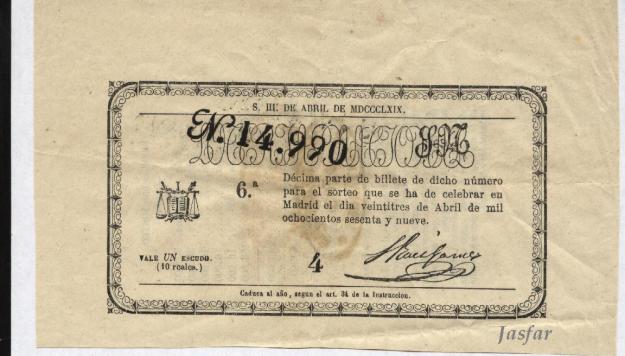 S. III. DE ABRIL DE MDCCCLXIX.
N. 14.990
6.ª
Décima parte de billete de dicho número
para el sorteo que se ha de celebrar en
Madrid el dia veintitres de Abril de mil
ochocientos sesenta y nueve.
VALE UN ESCUDO.
(10 reales.)
4
Caduca al año, segun el art. 34 de la Instruccion.
Jasfar